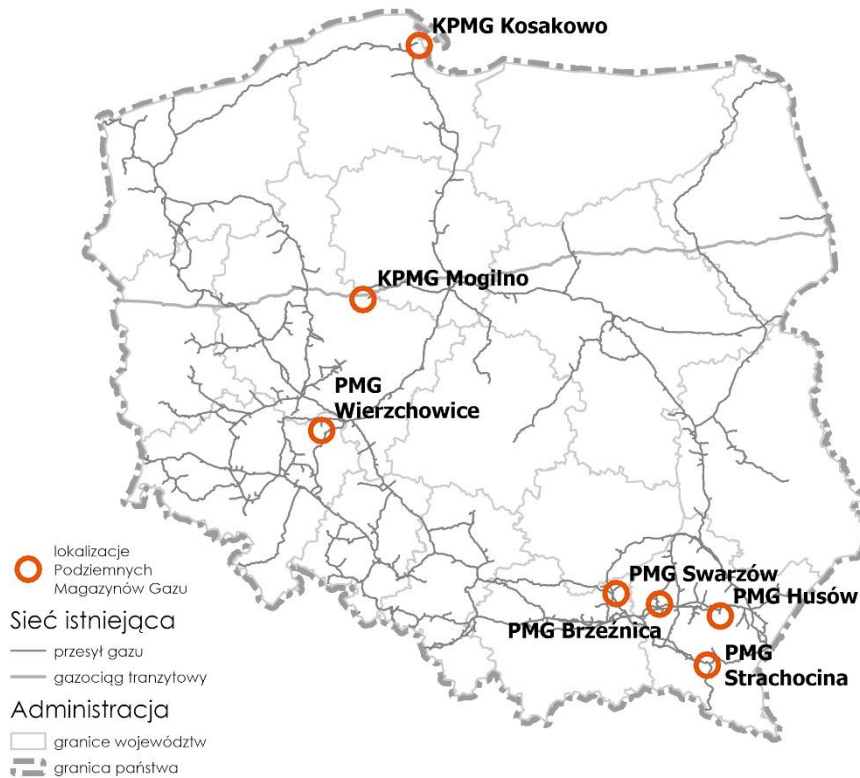 KPMG Kosakowo
KPMG Mogilno
PMG
Wierzchowice
PMG Swarzów
PMG Husów
PMG Brzeźnica
PMG
Strachocina
lokalizacje
Podziemnych
Magazynów Gazu
Sieć istniejąca
przesył gazu
gazociąg tranzytowy
Administracja
granice województw
granica państwa